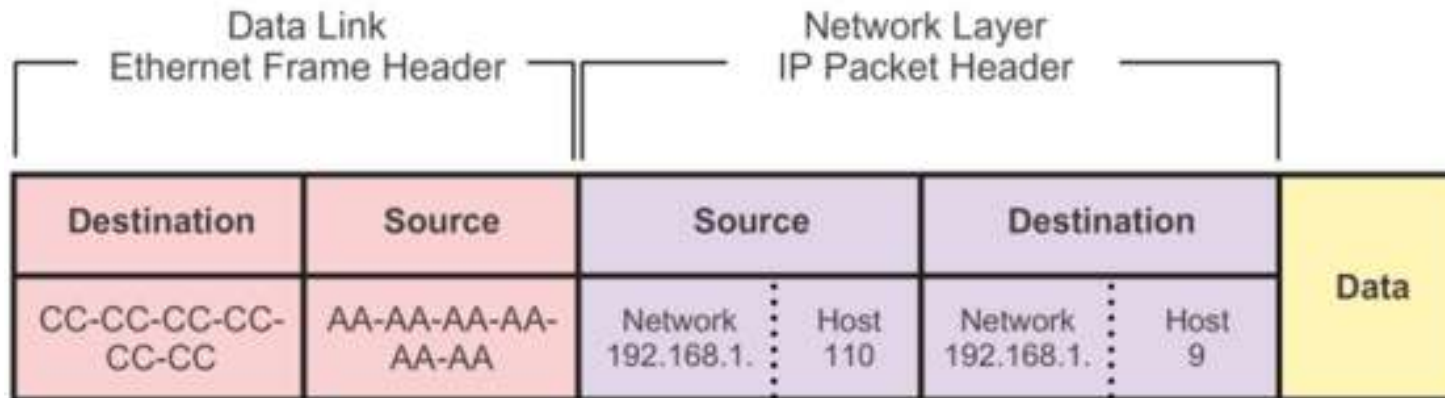 Data Link
Ethernet Frame Header
Network Layer
IP Packet Header
Destination
Source
Source
Destination
Data
CC-CC-CC-CC-
CC-CC
AA-AA-AA-AA-
AA-AA
Network
192.168.1.
Host
110
Network
192.168.1.
Host
9